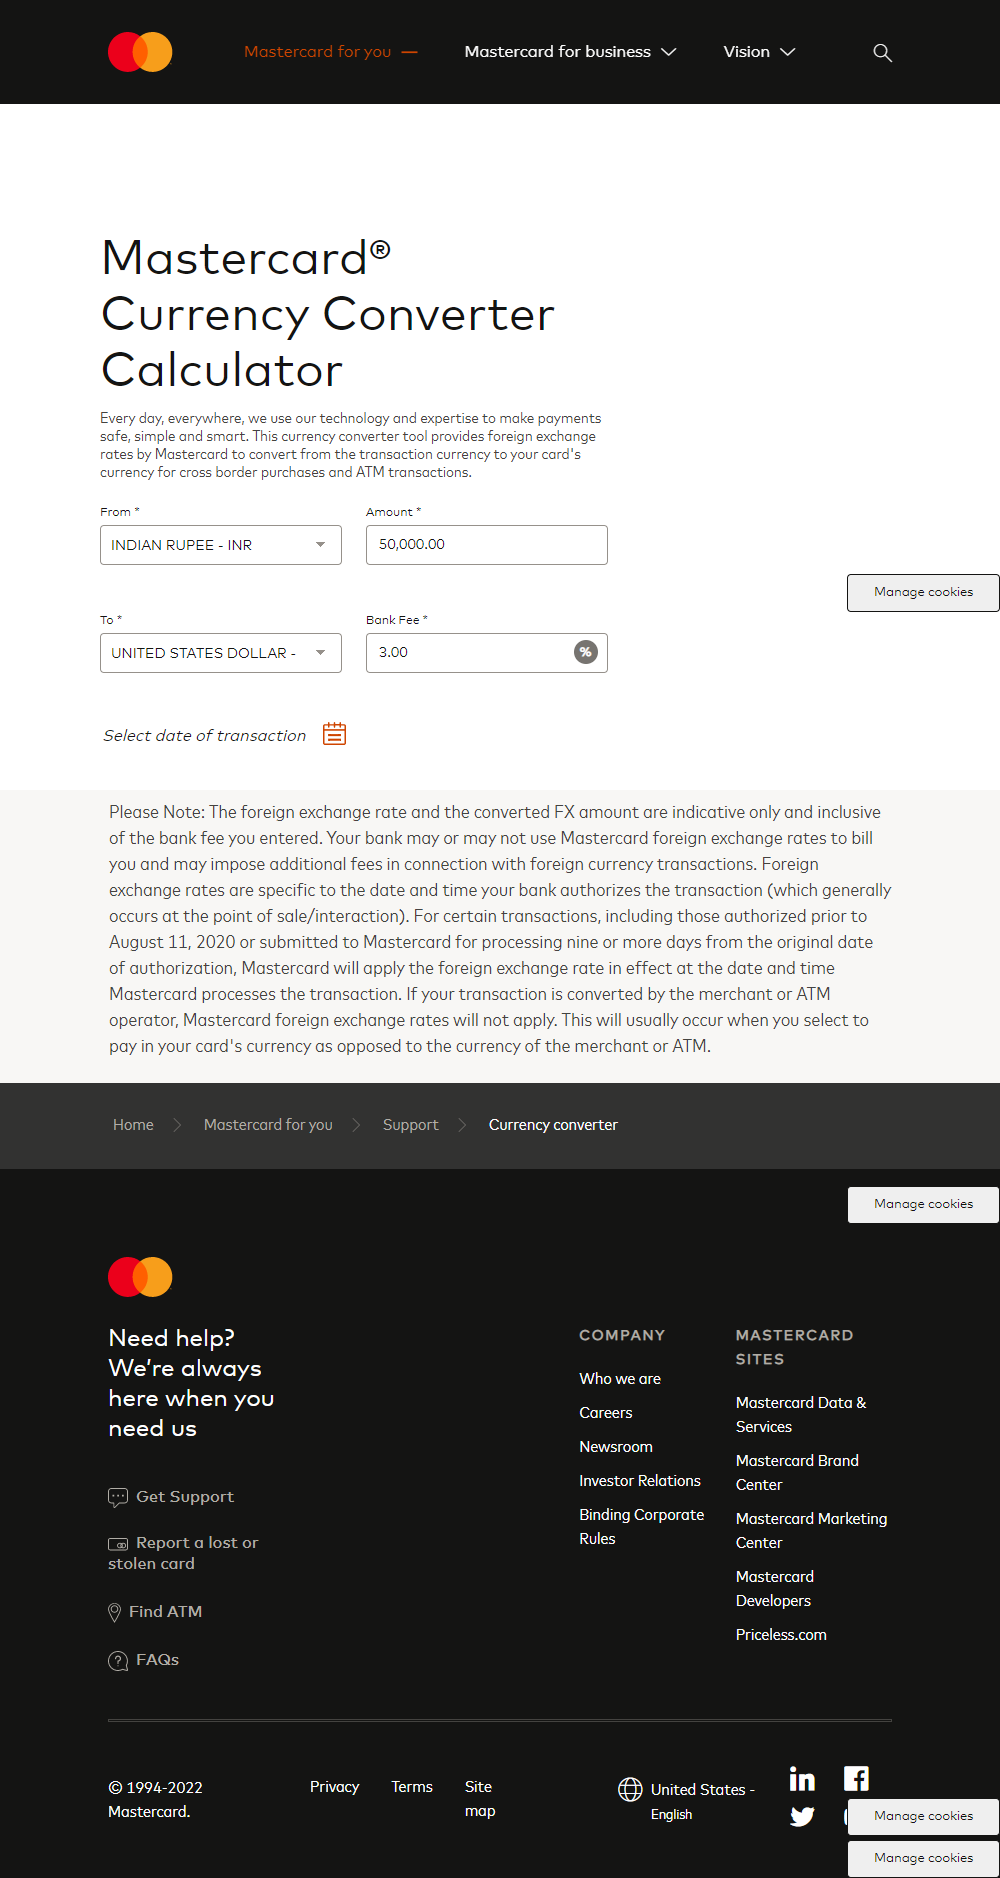 Mastercard for you
Mastercard for business
Vision
Mastercard®
Currency Converter
Calculator
Every day, everywhere, we use our technology and expertise to make payments
safe, simple and smart. This currency converter tool provides foreign exchange
rates by Mastercard to convert from the transaction currency to your card's
currency for cross border purchases and ATM transactions.
From *
Amount *
INDIAN RUPEE - INR
50,000.00
Manage cookies
To *
Bank Fee *
UNITED STATES DOLLAR -
3.00
%
Select date of transaction
Please Note: The foreign exchange rate and the converted FX amount are indicative only and inclusive
of the bank fee you entered. Your bank may or may not use Mastercard foreign exchange rates to bill
you and may impose additional fees in connection with foreign currency transactions. Foreign
exchange rates are specific to the date and time your bank authorizes the transaction (which generally
occurs at the point of sale/interaction). For certain transactions, including those authorized prior to
August 11, 2020 or submitted to Mastercard for processing nine or more days from the original date
of authorization, Mastercard will apply the foreign exchange rate in effect at the date and time
Mastercard processes the transaction. If your transaction is converted by the merchant or ATM
operator, Mastercard foreign exchange rates will not apply. This will usually occur when you select to
pay in your card's currency as opposed to the currency of the merchant or ATM.
Home
Mastercard for you
Support
Currency converter
Manage cookies
Need help?
We're always
here when you
need us
Get Support
Report a lost or
stolen card
Find ATM
FAQs
COMPANY
Who we are
Careers
Newsroom
Investor Relations
Binding Corporate
Rules
MASTERCARD
SITES
Mastercard Data &
Services
Mastercard Brand
Center
Mastercard Marketing
Center
Mastercard
Developers
Priceless.com
© 1994-2022
Mastercard.
Privacy
Terms
Site
map
United States -
English
Manage cookies
Manage cookies